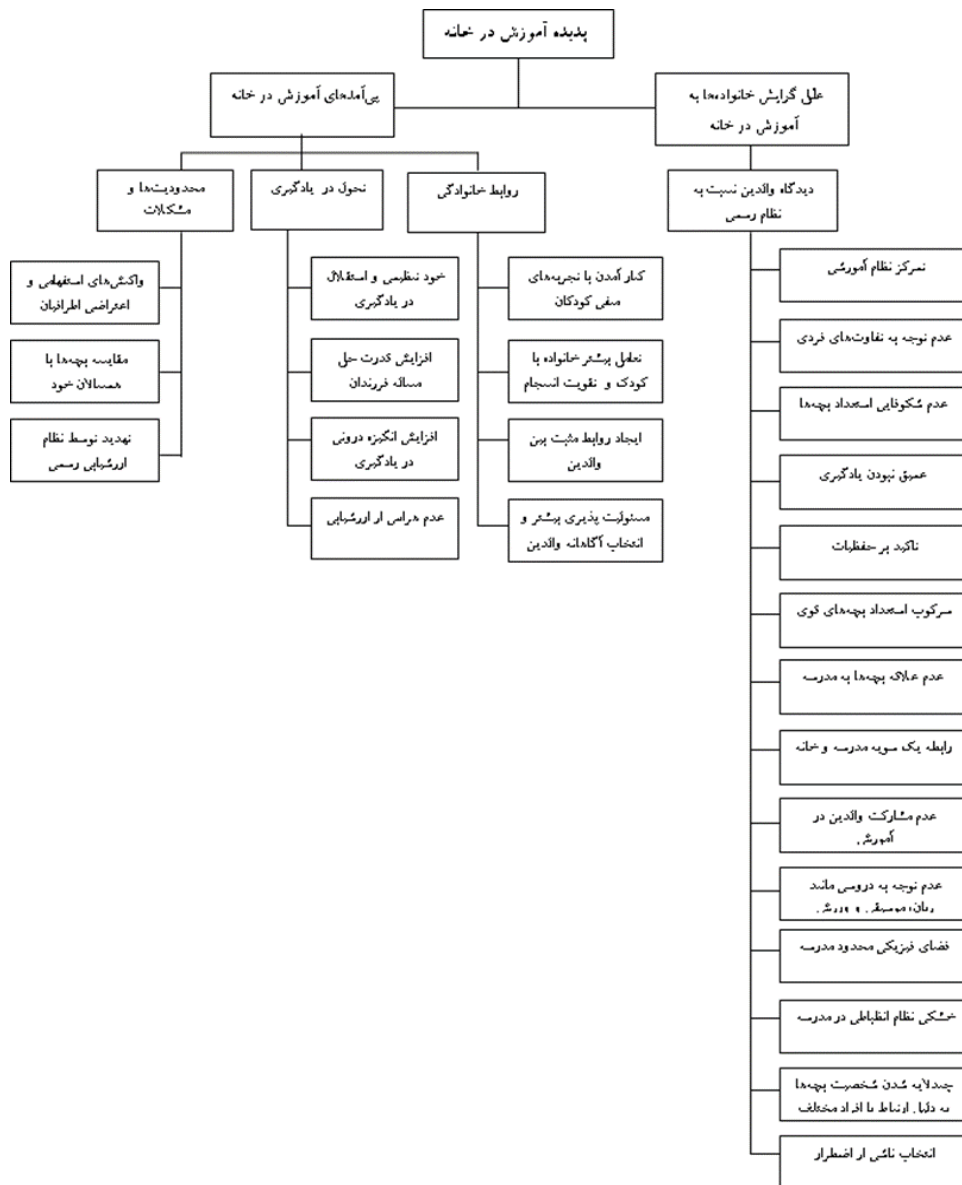 پدیده آموزش در خانه
علل گرایش خانواده‌ها به
آموزش در خانه
پی‌آمدهای آموزش در خانه
دیدگاه والدین نسبت به
نظام رسمی
تمرکز نظام آموزشی
عدم توجه به تفاوت‌های فردی
عدم شکوفایی استعداد بچه‌ها
عمیق نبودن یادگیری
تاکید بر حفظیات
سرکوب استعداد بچه‌های قوی
عدم علاقه بچه‌ها به مدرسه
رابطه یک سویه مدرسه و خانه
عدم مشارکت والدین در
آموزش
عدم توجه به دروسی مانند
زبان، موسیقی و ورزش
فضای فیزیکی محدود مدرسه
خشکی نظام انظباطی در مدرسه
چندلایه شدن شخصیت بچه‌ها
به دلیل ارتباط با افراد مختلف
انتخاب ناشی از اضطرار
روابط خانوادگی
کنار آمدن با تجربه‌های
منفی کودکان
تعامل بیشتر خانواده با
کودک و تقویت انسجام
ایجاد روابط مثبت بین
والدین
مسئولیت پذیری بیشتر و
انتخاب آگاهانه والدین
تحول در یادگیری
خود تنظیمی و استقلال
در یادگیری
افزایش قدرت حل
مساله فرزندان
افزایش انگیزه درونی
در یادگیری
عدم هراس از ارزشیابی
محدودیت‌ها و
مشکلات
واکنش‌های استفهامی و
اعتراضی اطرافیان
مقایسه بچه‌ها با
همسالان خود
تهدید توسط نظام
ارزشیابی رسمی